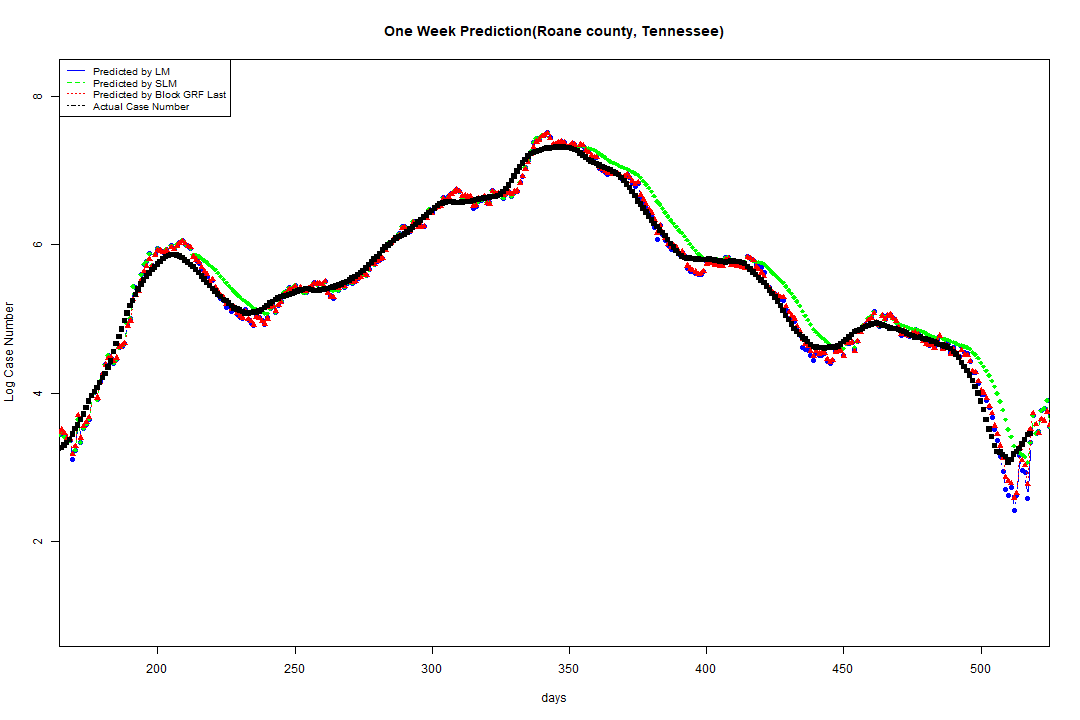 One Week Prediction(Roane county, Tennessee)
Predicted by LM
Predicted by SLM
Predicted by Block GRF Last
Actual Case Number
8
6
4
2
Log Case Number
200 250 300 350 400 450 500
days